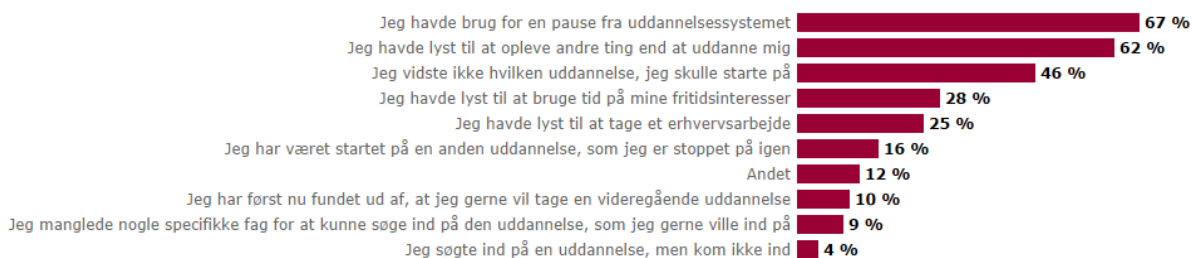 Jeg havde brug for en pause fra uddannelsessystemet 67 %
Jeg havde lyst til at opleve andre ting end at uddanne mig 62 %
Jeg vidste ikke hvilken uddannelse, jeg skulle starte på 46 %
Jeg havde lyst til at bruge tid på mine fritidsinteresser 28 %
Jeg havde lyst til at tage et erhvervsarbejde 25 %
Jeg har været startet på en anden uddannelse, som jeg er stoppet på igen 16 %
Andet 12 %
Jeg har først nu fundet ud af, at jeg gerne vil tage en videregående uddannelse 10 %
Jeg manglede nogle specifikke fag for at kunne søge ind på den uddannelse, som jeg gerne ville ind på 9 %
Jeg søgte ind på en uddannelse, men kom ikke ind 4 %